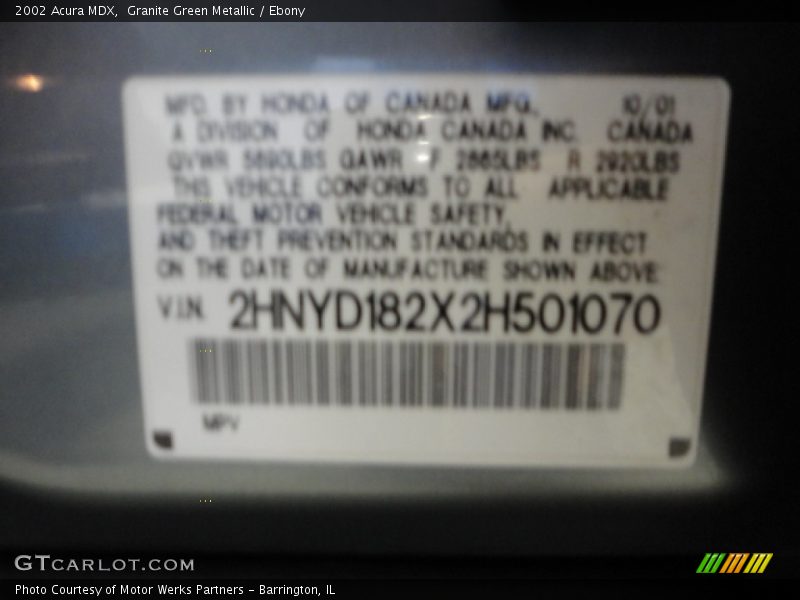 2002 Acura MDX,  Granite Green Metallic / Ebony
MFD. BY HONDA OF CANADA MFG., 10/01
A DIVISION OF HONDA CANADA INC. CANADA
GVWR 5690LBS GAWR F 2865LBS R 2920LBS
THIS VEHICLE CONFORMS TO ALL APPLICABLE
FEDERAL MOTOR VEHICLE SAFETY,
AND THEFT PREVENTION STANDARDS IN EFFECT
ON THE DATE OF MANUFACTURE SHOWN ABOVE.
V.I.N. 2HNYD182X2H501070
MPV
GTCARLOT.COM
Photo Courtesy of Motor Werks Partners - Barrington, IL